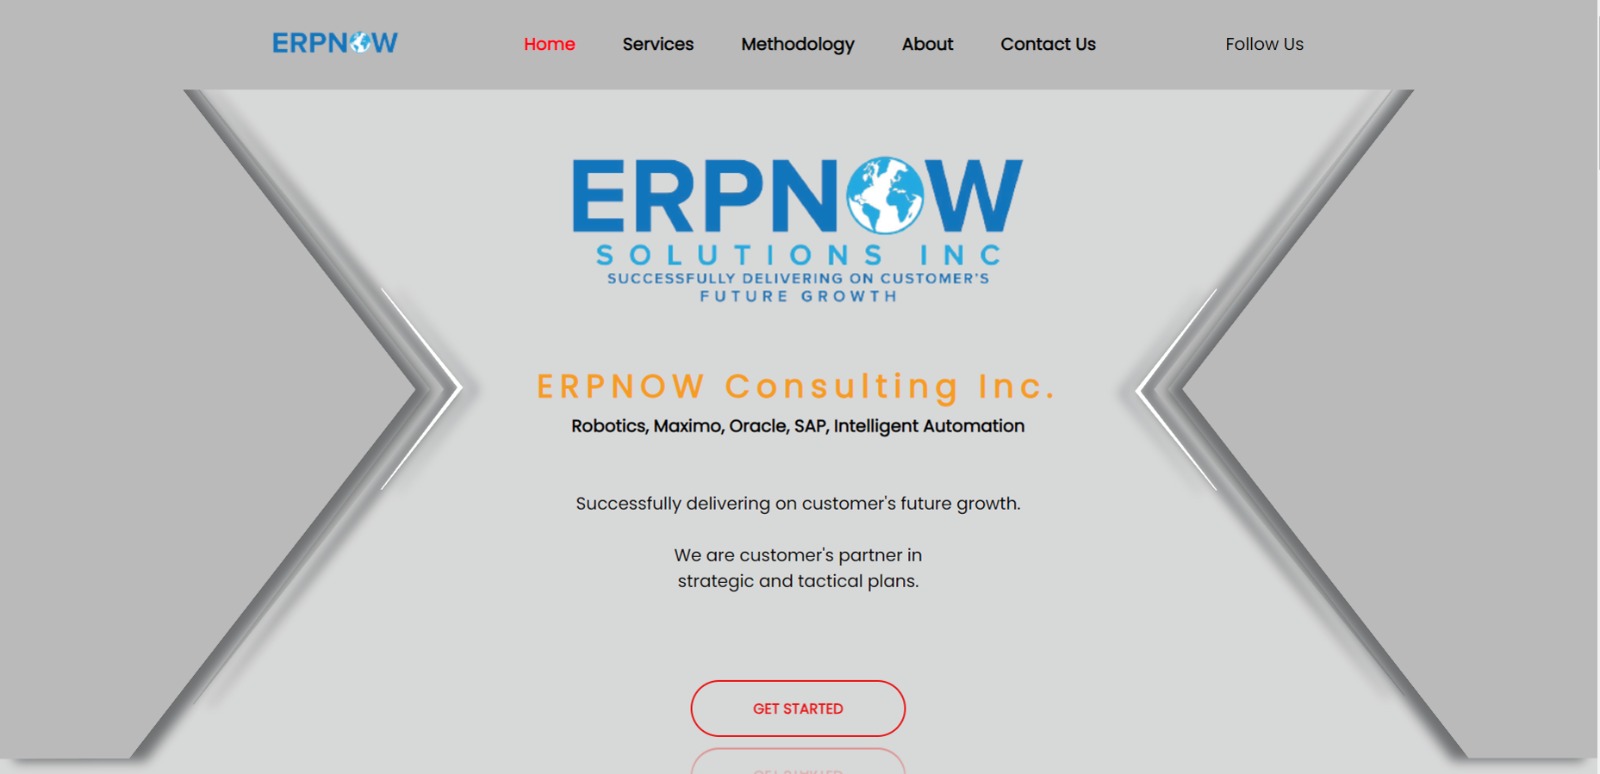 ERPNOW
Home
Services
Methodology
About
Contact Us
Follow Us
ERPNOW
SOLUTIONS INC
SUCCESSFULLY DELIVERING ON CUSTOMER'S
FUTURE GROWTH
ERPNOW Consulting Inc.
Robotics, Maximo, Oracle, SAP, Intelligent Automation
Successfully delivering on customer's future growth.
We are customer's partner in
strategic and tactical plans.
GET STARTED